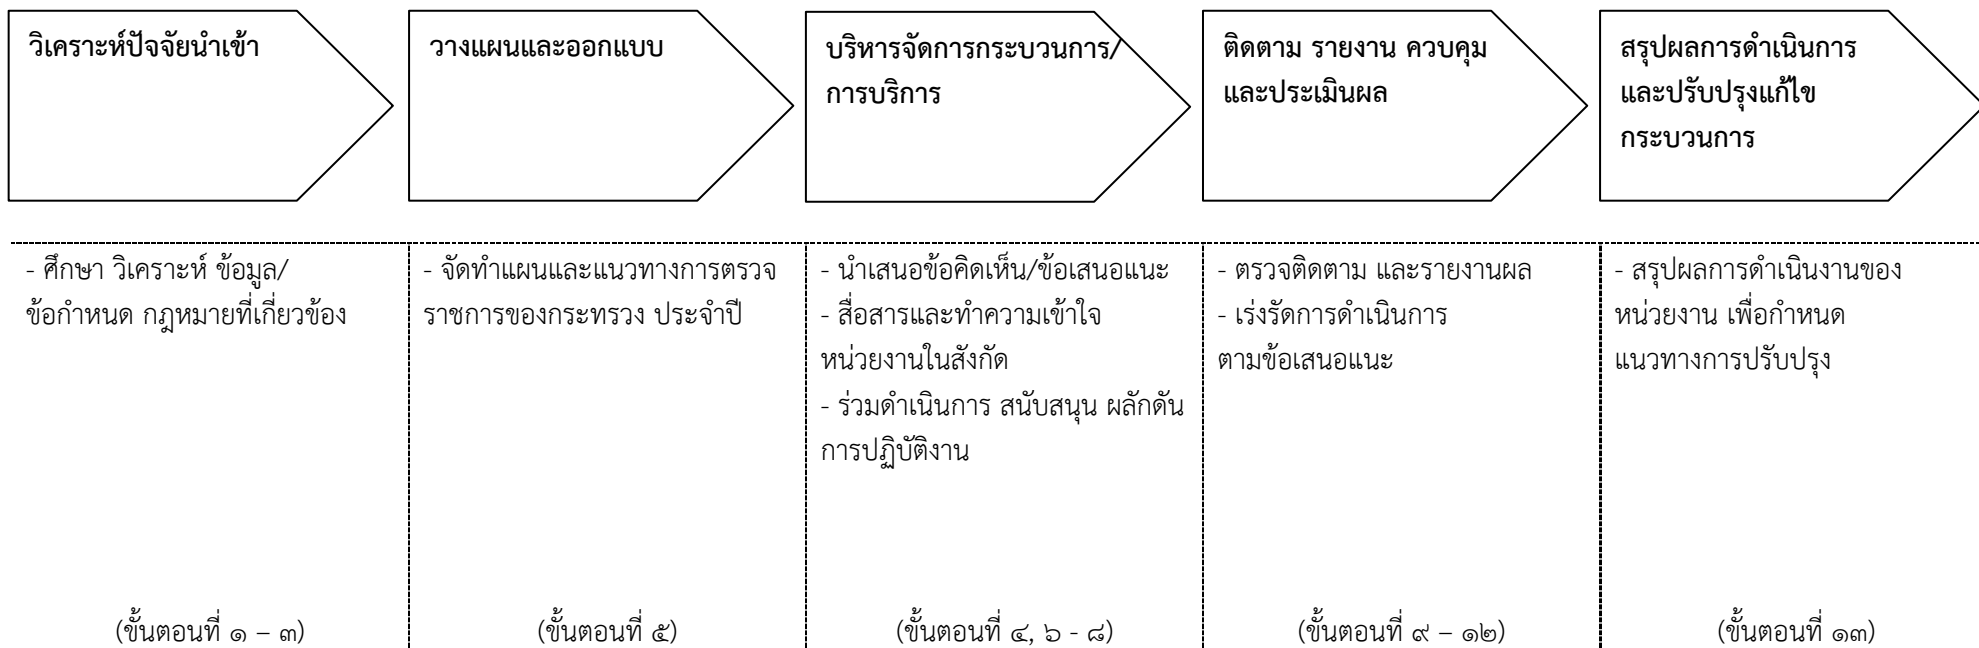 วิเคราะห์ปัจจัยนำเข้า
วางแผนและออกแบบ
บริหารจัดการกระบวนการ/
การบริการ
ติดตาม รายงาน ควบคุม
และประเมินผล
สรุปผลการดำเนินการ
และปรับปรุงแก้ไข
กระบวนการ
- ศึกษา วิเคราะห์ ข้อมูล/
ข้อกำหนด กฎหมายที่เกี่ยวข้อง
(ขั้นตอนที่ ๑ – ๓)
- จัดทำแผนและแนวทางการตรวจ
ราชการของกระทรวง ประจำปี
(ขั้นตอนที่ ๕)
- นำเสนอข้อคิดเห็น/ข้อเสนอแนะ
- สื่อสารและทำความเข้าใจ
หน่วยงานในสังกัด
- ร่วมดำเนินการ สนับสนุน ผลักดัน
การปฏิบัติงาน
(ขั้นตอนที่ ๔, ๖ - ๘)
- ตรวจติดตาม และรายงานผล
- เร่งรัดการดำเนินการ
ตามข้อเสนอแนะ
(ขั้นตอนที่ ๙ – ๑๒)
- สรุปผลการดำเนินงานของ
หน่วยงาน เพื่อกำหนด
แนวทางการปรับปรุง
(ขั้นตอนที่ ๑๓)